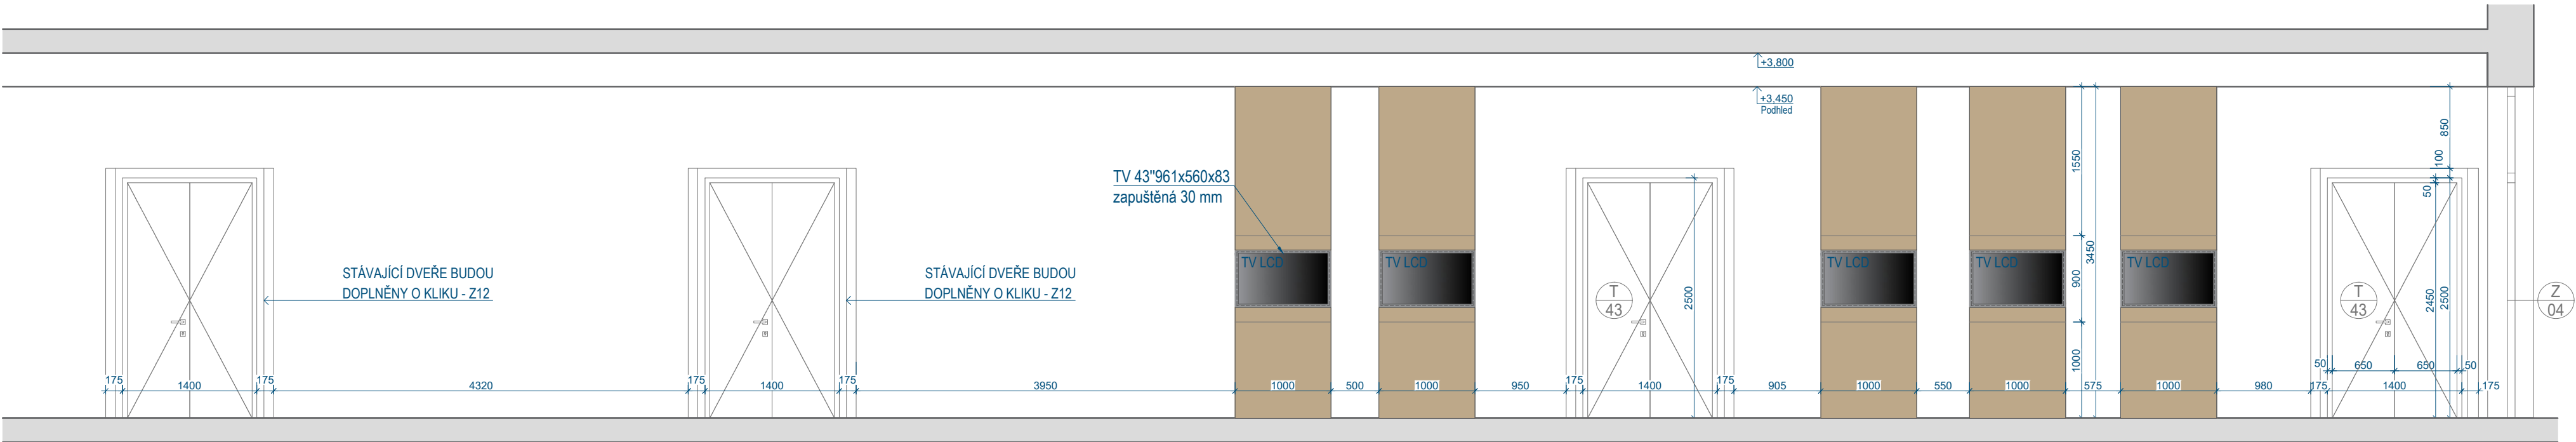 +3,800
+3,450
Podhled
850
100
50
1550
900
1000
3450
2450
2500
TV 43"961x560x83
zapuštěná 30 mm
STÁVAJÍCÍ DVEŘE BUDOU
DOPLNĚNY O KLIKU - Z12
STÁVAJÍCÍ DVEŘE BUDOU
DOPLNĚNY O KLIKU - Z12
TV LCD
TV LCD
TV LCD
TV LCD
TV LCD
T
43
2500
T
43
Z
04
50
650
650
50
175
1400
175
4320
175
1400
175
3950
1000
500
1000
950
175
1400
175
905
1000
550
1000
575
1000
980
175
1400
175